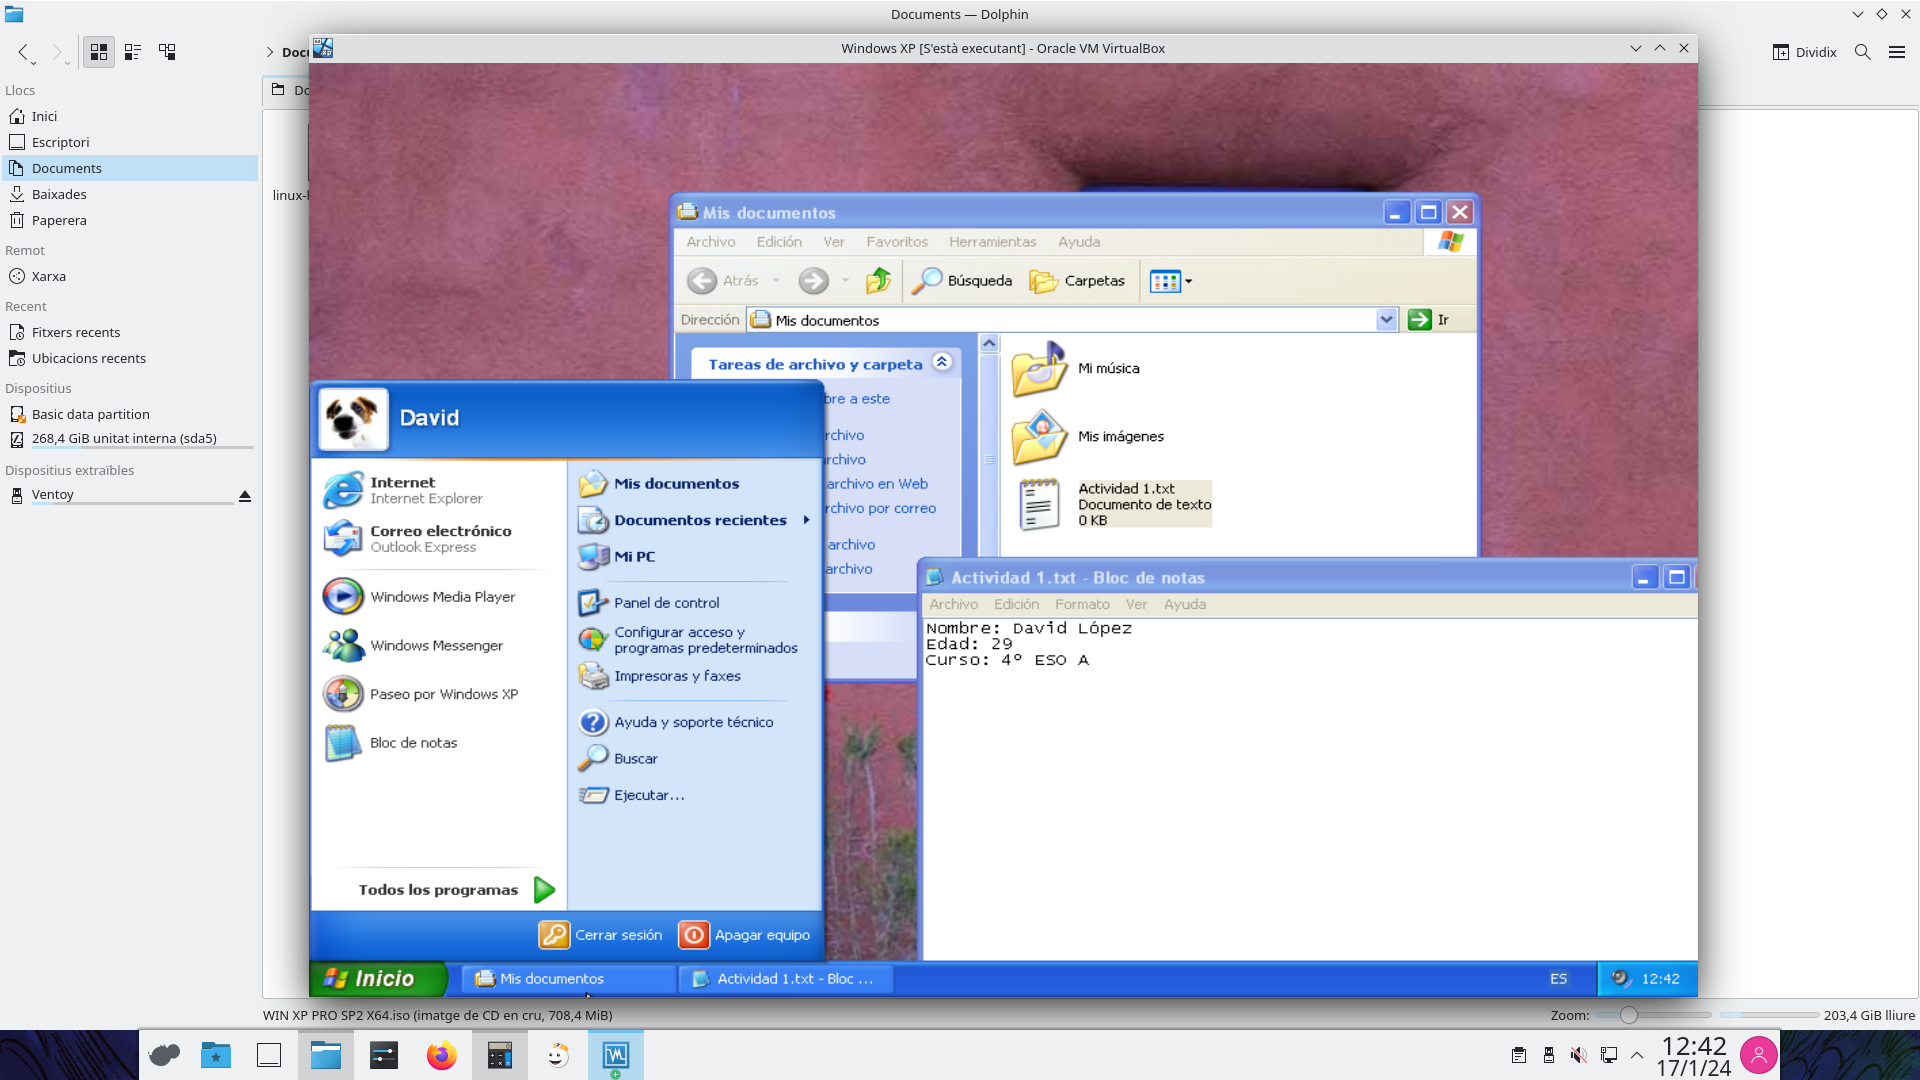 Documents — Dolphin
Dividix
Llocs
Inici
Escriptori
Documents
Baixades
Paperera
Remot
Xarxa
Recent
Fitxers recents
Ubicacions recents
Dispositius
Basic data partition
268,4 GiB unitat interna (sda5)
Dispositius extraïbles
Ventoy
Windows XP [S'està executant] - Oracle VM VirtualBox
Mis documentos
Archivo Edición Ver Favoritos Herramientas Ayuda
Atrás Búsqueda Carpetas
Dirección Mis documentos Ir
Tareas de archivo y carpeta
bre a este
rchivo
rchivo
archivo en Web
rchivo por correo
archivo
archivo
Mi música
Mis imágenes
Actividad 1.txt
Documento de texto
0 KB
David
Internet
Internet Explorer
Correo electrónico
Outlook Express
Windows Media Player
Windows Messenger
Paseo por Windows XP
Bloc de notas
Todos los programas
Mis documentos
Documentos recientes
Mi PC
Panel de control
Configurar acceso y
programas predeterminados
Impresoras y faxes
Ayuda y soporte técnico
Buscar
Ejecutar...
Cerrar sesión Apagar equipo
Actividad 1.txt - Bloc de notas
Archivo Edición Formato Ver Ayuda
Nombre: David López
Edad: 29
Curso: 4º ESO A
Inicio Mis documentos Actividad 1.txt - Bloc ... ES 12:42
WIN XP PRO SP2 X64.iso (imatge de CD en cru, 708,4 MiB) Zoom: 203,4 GiB lliure
12:42
17/1/24